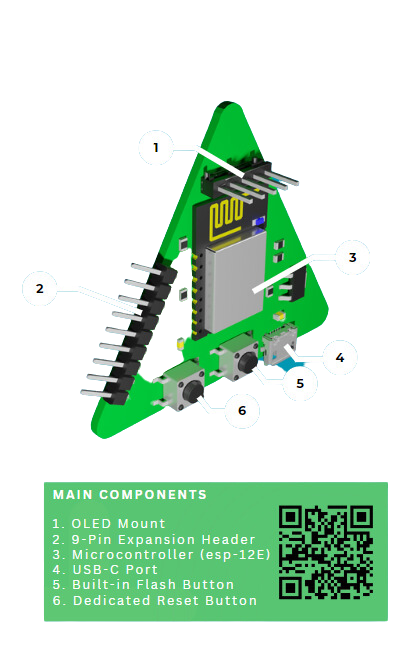 1
2
3
4
5
6
MAIN COMPONENTS
1. OLED Mount
2. 9-Pin Expansion Header
3. Microcontroller (esp-12E)
4. USB-C Port
5. Built-in Flash Button
6. Dedicated Reset Button